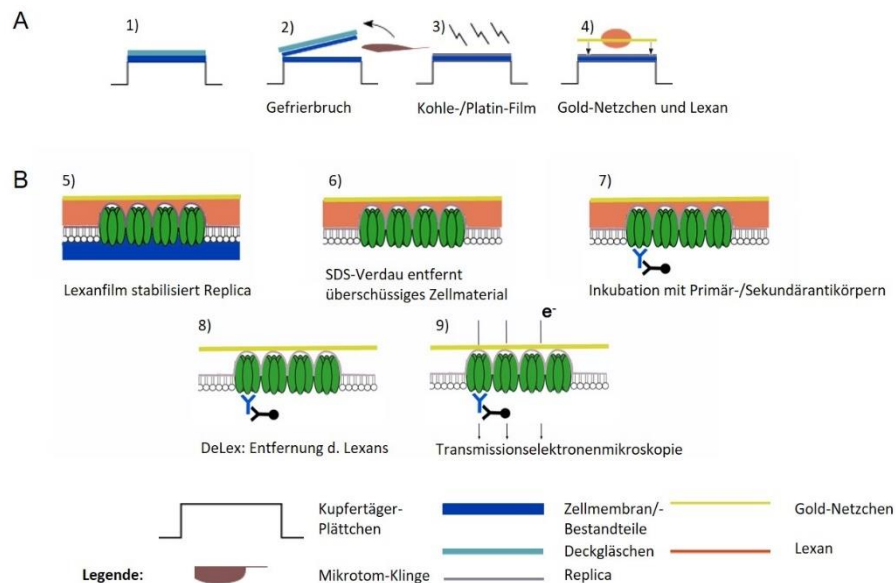 A
1)
2)
3)
4)
Gefrierbruch
Kohle-/Platin-Film
Gold-Netzchen und Lexan
B
5)
6)
7)
Lexanfilm stabilisiert Replica
SDS-Verdau entfernt
überschüssiges Zellmaterial
Inkubation mit Primär-/Sekundärantikörpern
8)
9)
e-
DeLex: Entfernung d. Lexans
Transmissionselektronenmikroskopie
Kupfertäger-
Plättchen
Zellmembran/-
Bestandteile
Gold-Netzchen
Deckgläschen
Lexan
Legende:
Mikrotom-Klinge
Replica